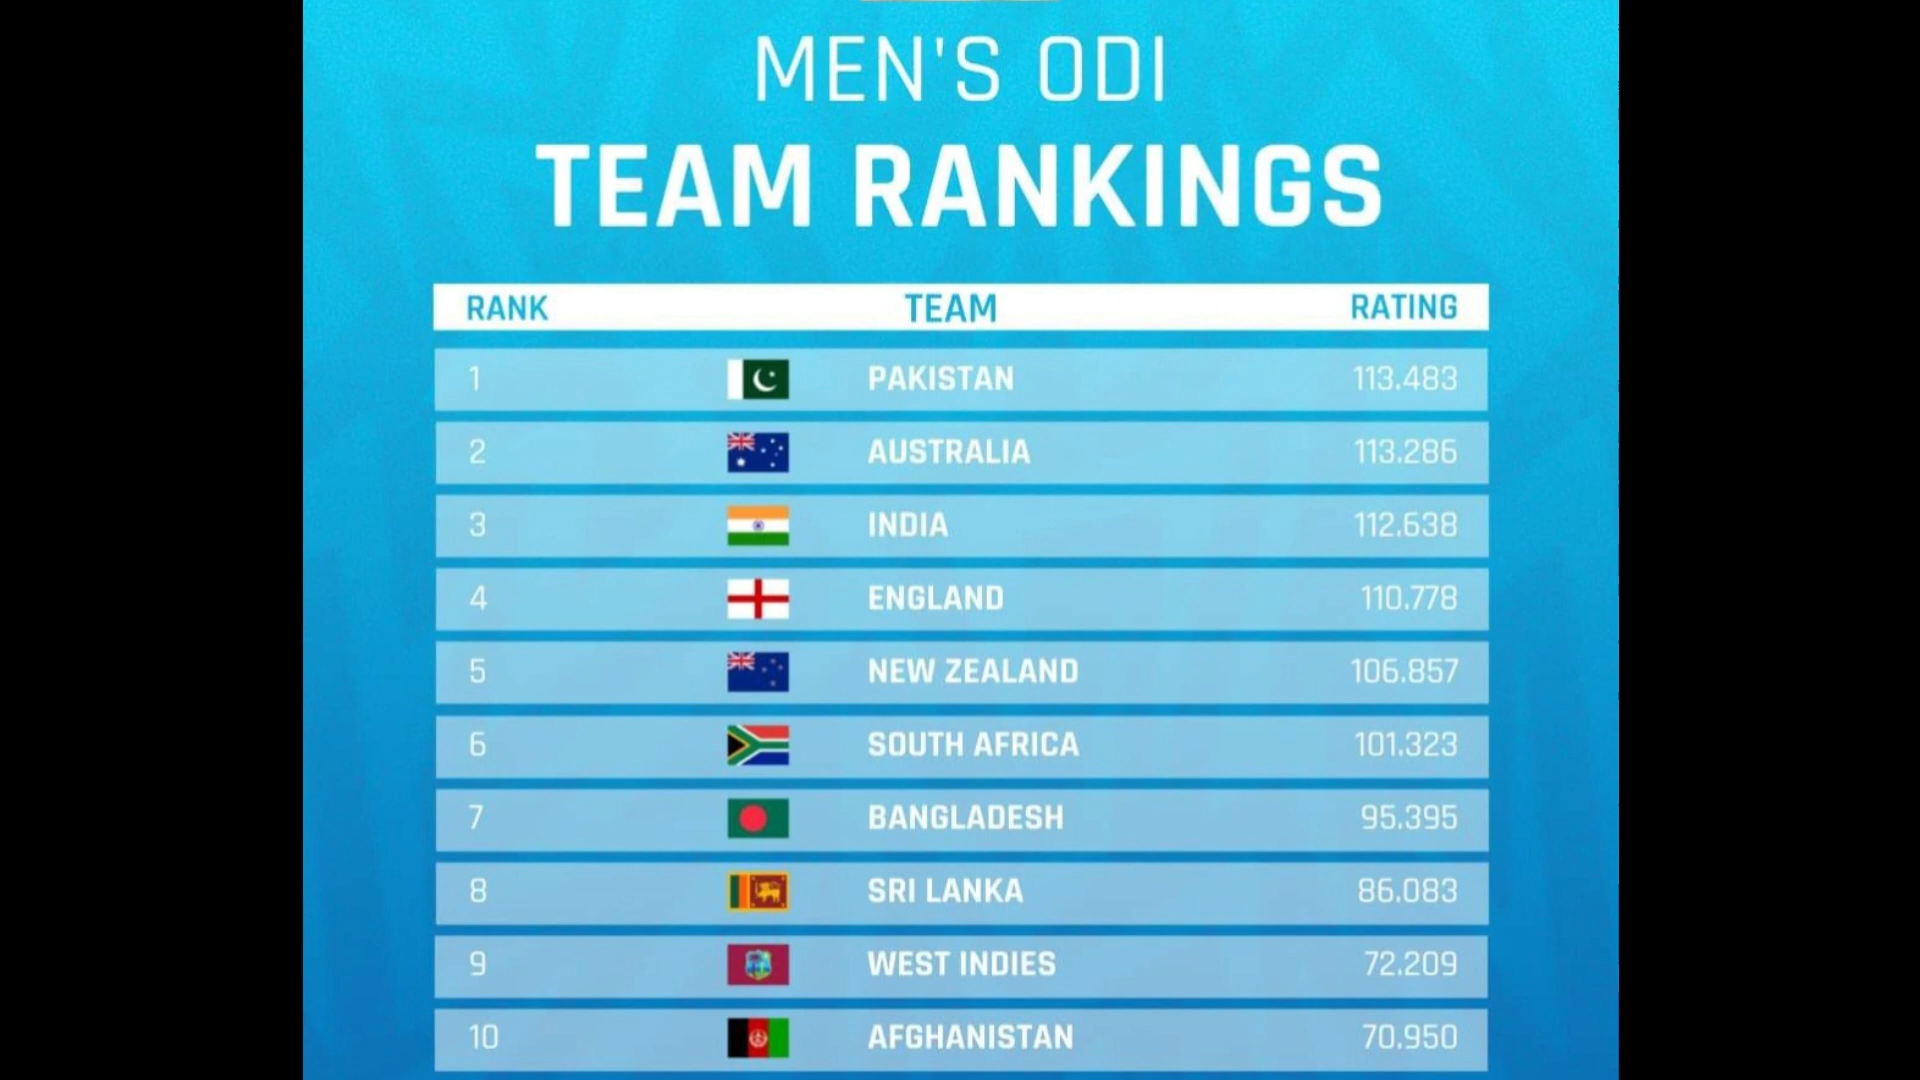 MEN'S ODI
TEAM RANKINGS
RANK TEAM RATING
1 PAKISTAN 113.483
2 AUSTRALIA 113.286
3 INDIA 112.638
4 ENGLAND 110.778
5 NEW ZEALAND 106.857
6 SOUTH AFRICA 101.323
7 BANGLADESH 95.395
8 SRI LANKA 86.083
9 WEST INDIES 72.209
10 AFGHANISTAN 70.950